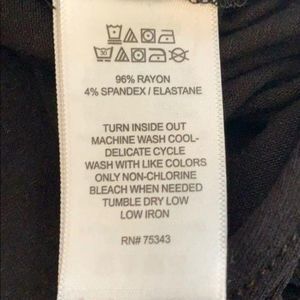 96% RAYON
4% SPANDEX / ELASTANE
TURN INSIDE OUT
MACHINE WASH COOL-
DELICATE CYCLE
WASH WITH LIKE COLORS
ONLY NON-CHLORINE
BLEACH WHEN NEEDED
TUMBLE DRY LOW
LOW IRON
RN# 75343